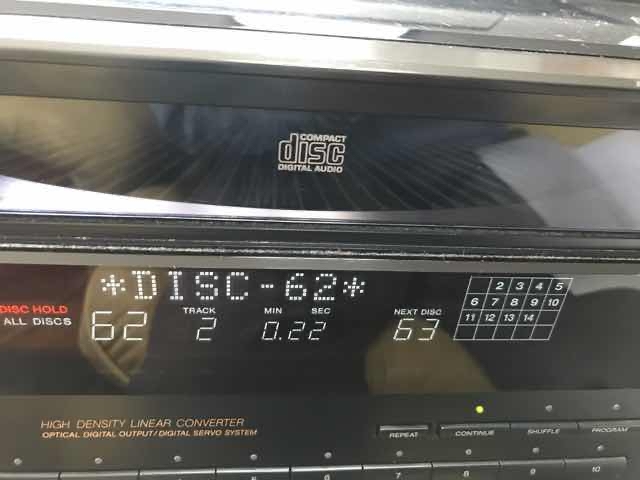 COMPACT
disc
DIGITAL AUDIO
*DISC-62*
DISC HOLD
ALL DISCS 62 TRACK 2 MIN 0.22 SEC NEXT DISC 63
2 3 4 5
6 7 8 9 10
11 12 13 14
HIGH DENSITY LINEAR CONVERTER
OPTICAL DIGITAL OUTPUT/DIGITAL SERVO SYSTEM
REPEAT CONTINUE SHUFFLE PROGRAM
6 7 8 9 10